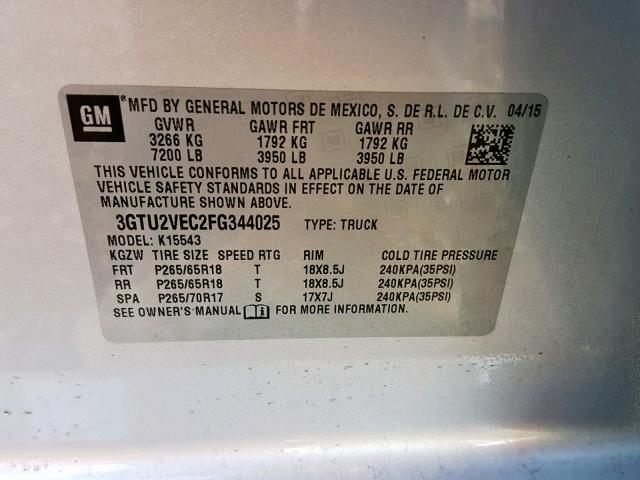 GM
® MFD BY GENERAL MOTORS DE MEXICO, S. DE R.L. DE C.V. 04/15
GVWR GAWR FRT GAWR RR
3266 KG 1792 KG 1792 KG
7200 LB 3950 LB 3950 LB
THIS VEHICLE CONFORMS TO ALL APPLICABLE U.S. FEDERAL MOTOR
VEHICLE SAFETY STANDARDS IN EFFECT ON THE DATE OF
MANUFACTURE SHOWN ABOVE.
3GTU2VEC2FG344025 TYPE: TRUCK
MODEL: K15543
KGZW TIRE SIZE SPEED RTG RIM COLD TIRE PRESSURE
FRT P265/65R18 T 18X8.5J 240KPA(35PSI)
RR P265/65R18 T 18X8.5J 240KPA(35PSI)
SPA P265/70R17 S 17X7J 240KPA(35PSI)
SEE OWNER'S MANUAL FOR MORE INFORMATION.